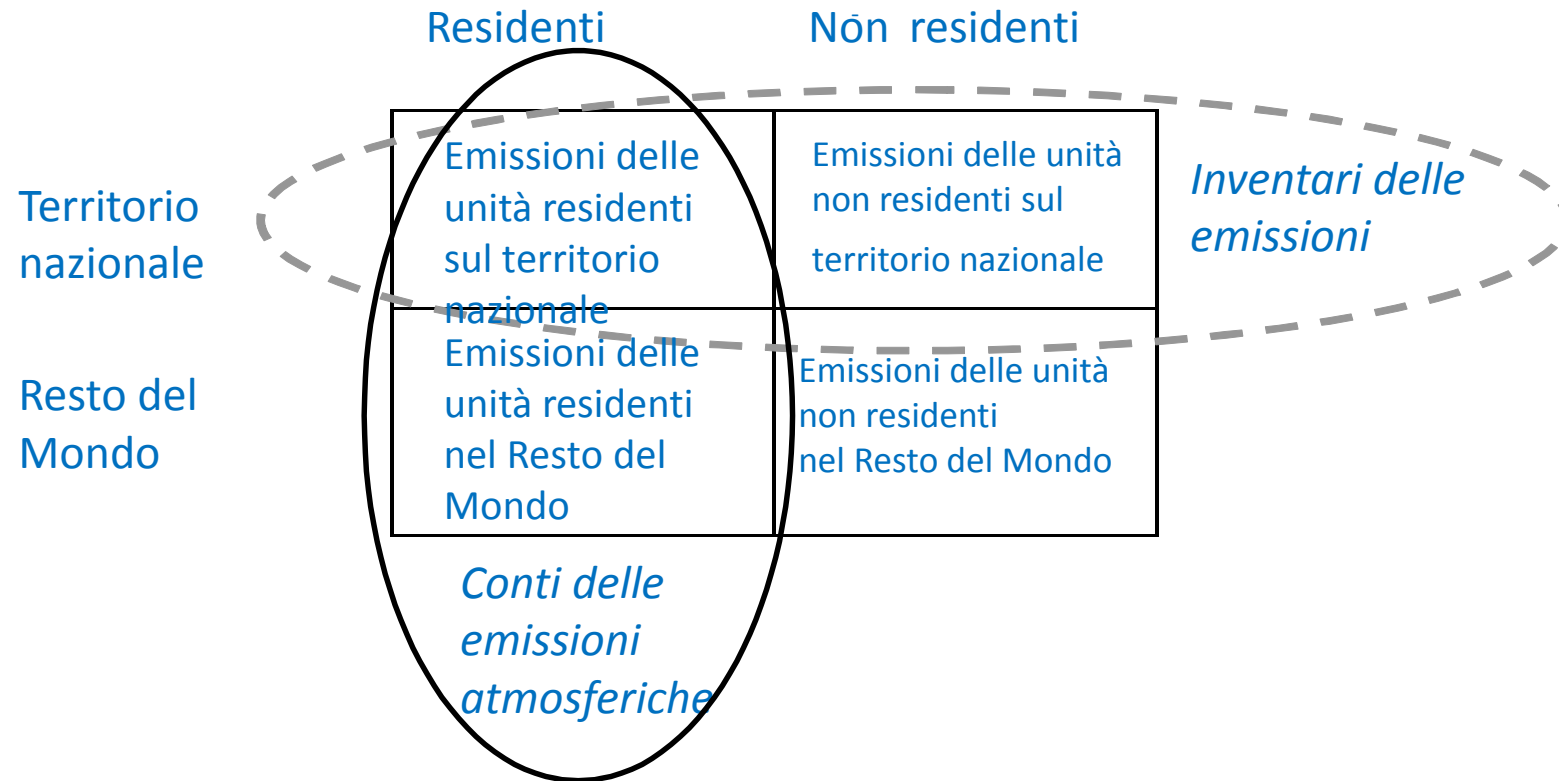 Residenti
Non residenti
Territorio
nazionale
Emissioni delle
unità residenti
sul territorio
nazionale
Emissioni delle unità
non residenti sul
territorio nazionale
Inventari delle
emissioni
Resto del
Mondo
Emissioni delle
unità residenti
nel Resto del
Mondo
Emissioni delle unità
non residenti
nel Resto del Mondo
Conti delle
emissioni
atmosferiche